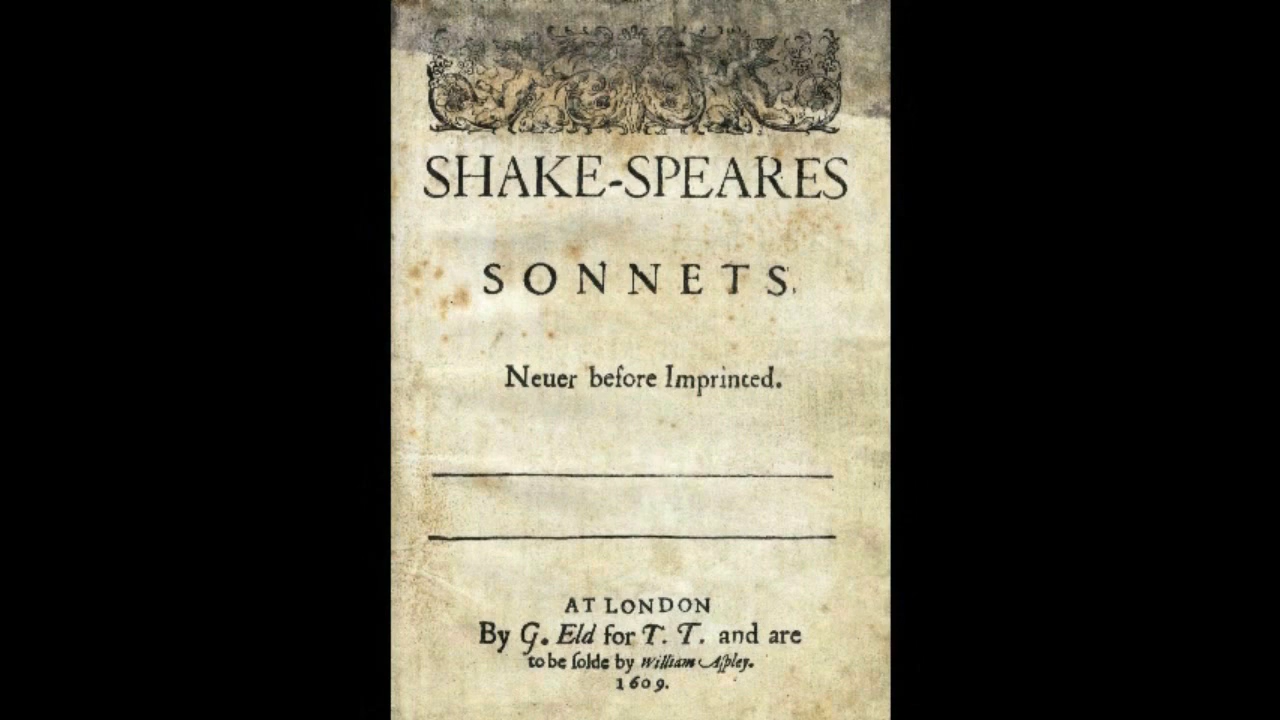 SHAKE-SPEARES
SONNETS.
Neuer before Imprinted.
AT LONDON
By G. Eld for T. T. and are
to be ſolde by William Aſpley.
1609.